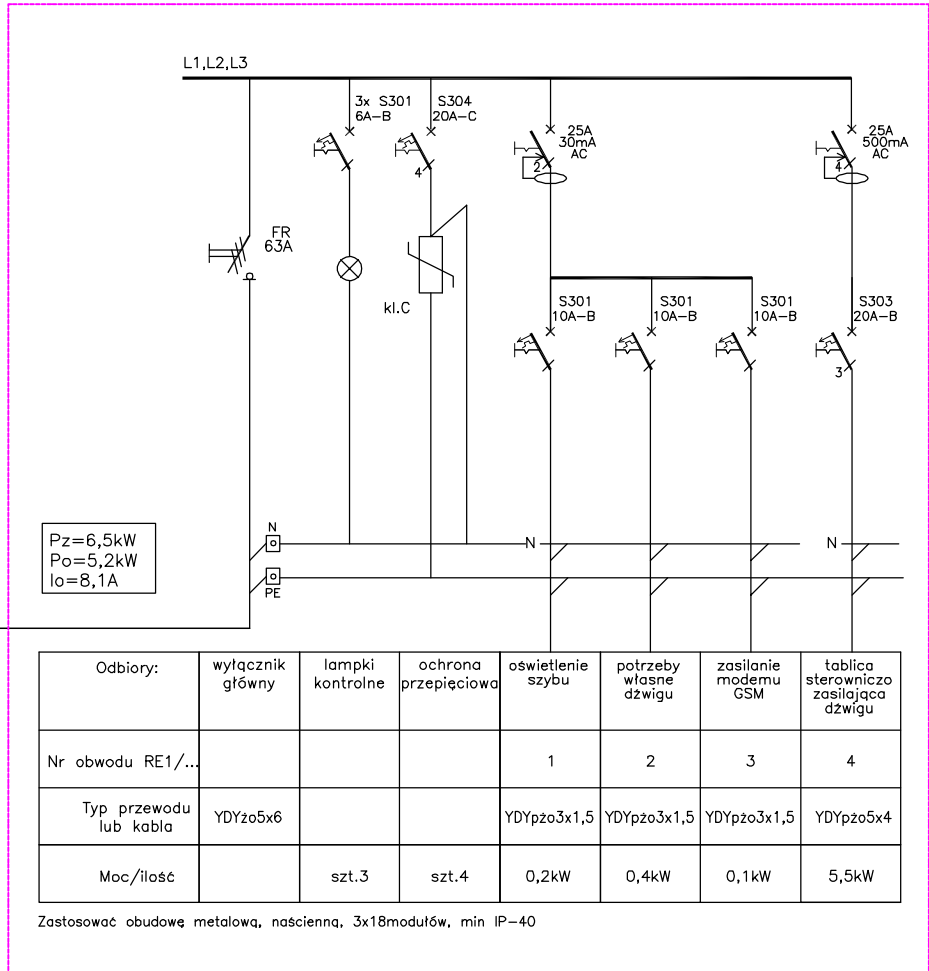 L1,L2,L3
3x S301
6A-B
S304
20A-C
4
25A
30mA
AC
2
25A
500mA
AC
4
FR
63A
kl.C
S301
10A-B
S301
10A-B
S301
10A-B
S303
20A-B
3
Pz=6,5kW
Po=5,2kW
Io=8,1A
N
N
N
PE
Odbiory:
wyłącznik
główny
lampki
kontrolne
ochrona
przepięciowa
oświetlenie
szybu
potrzeby
własne
dźwigu
zasilanie
modemu
GSM
tablica
sterowniczo
zasilająca
dźwigu
Nr obwodu RE1/...
1
2
3
4
Typ przewodu
lub kabla
YDYżo5x6
YDYpżo3x1,5
YDYpżo3x1,5
YDYpżo3x1,5
YDYpżo5x4
Moc/ilość
szt.3
szt.4
0,2kW
0,4kW
0,1kW
5,5kW
Zastosować obudowę metalową, naścienną, 3x18modułów, min IP-40